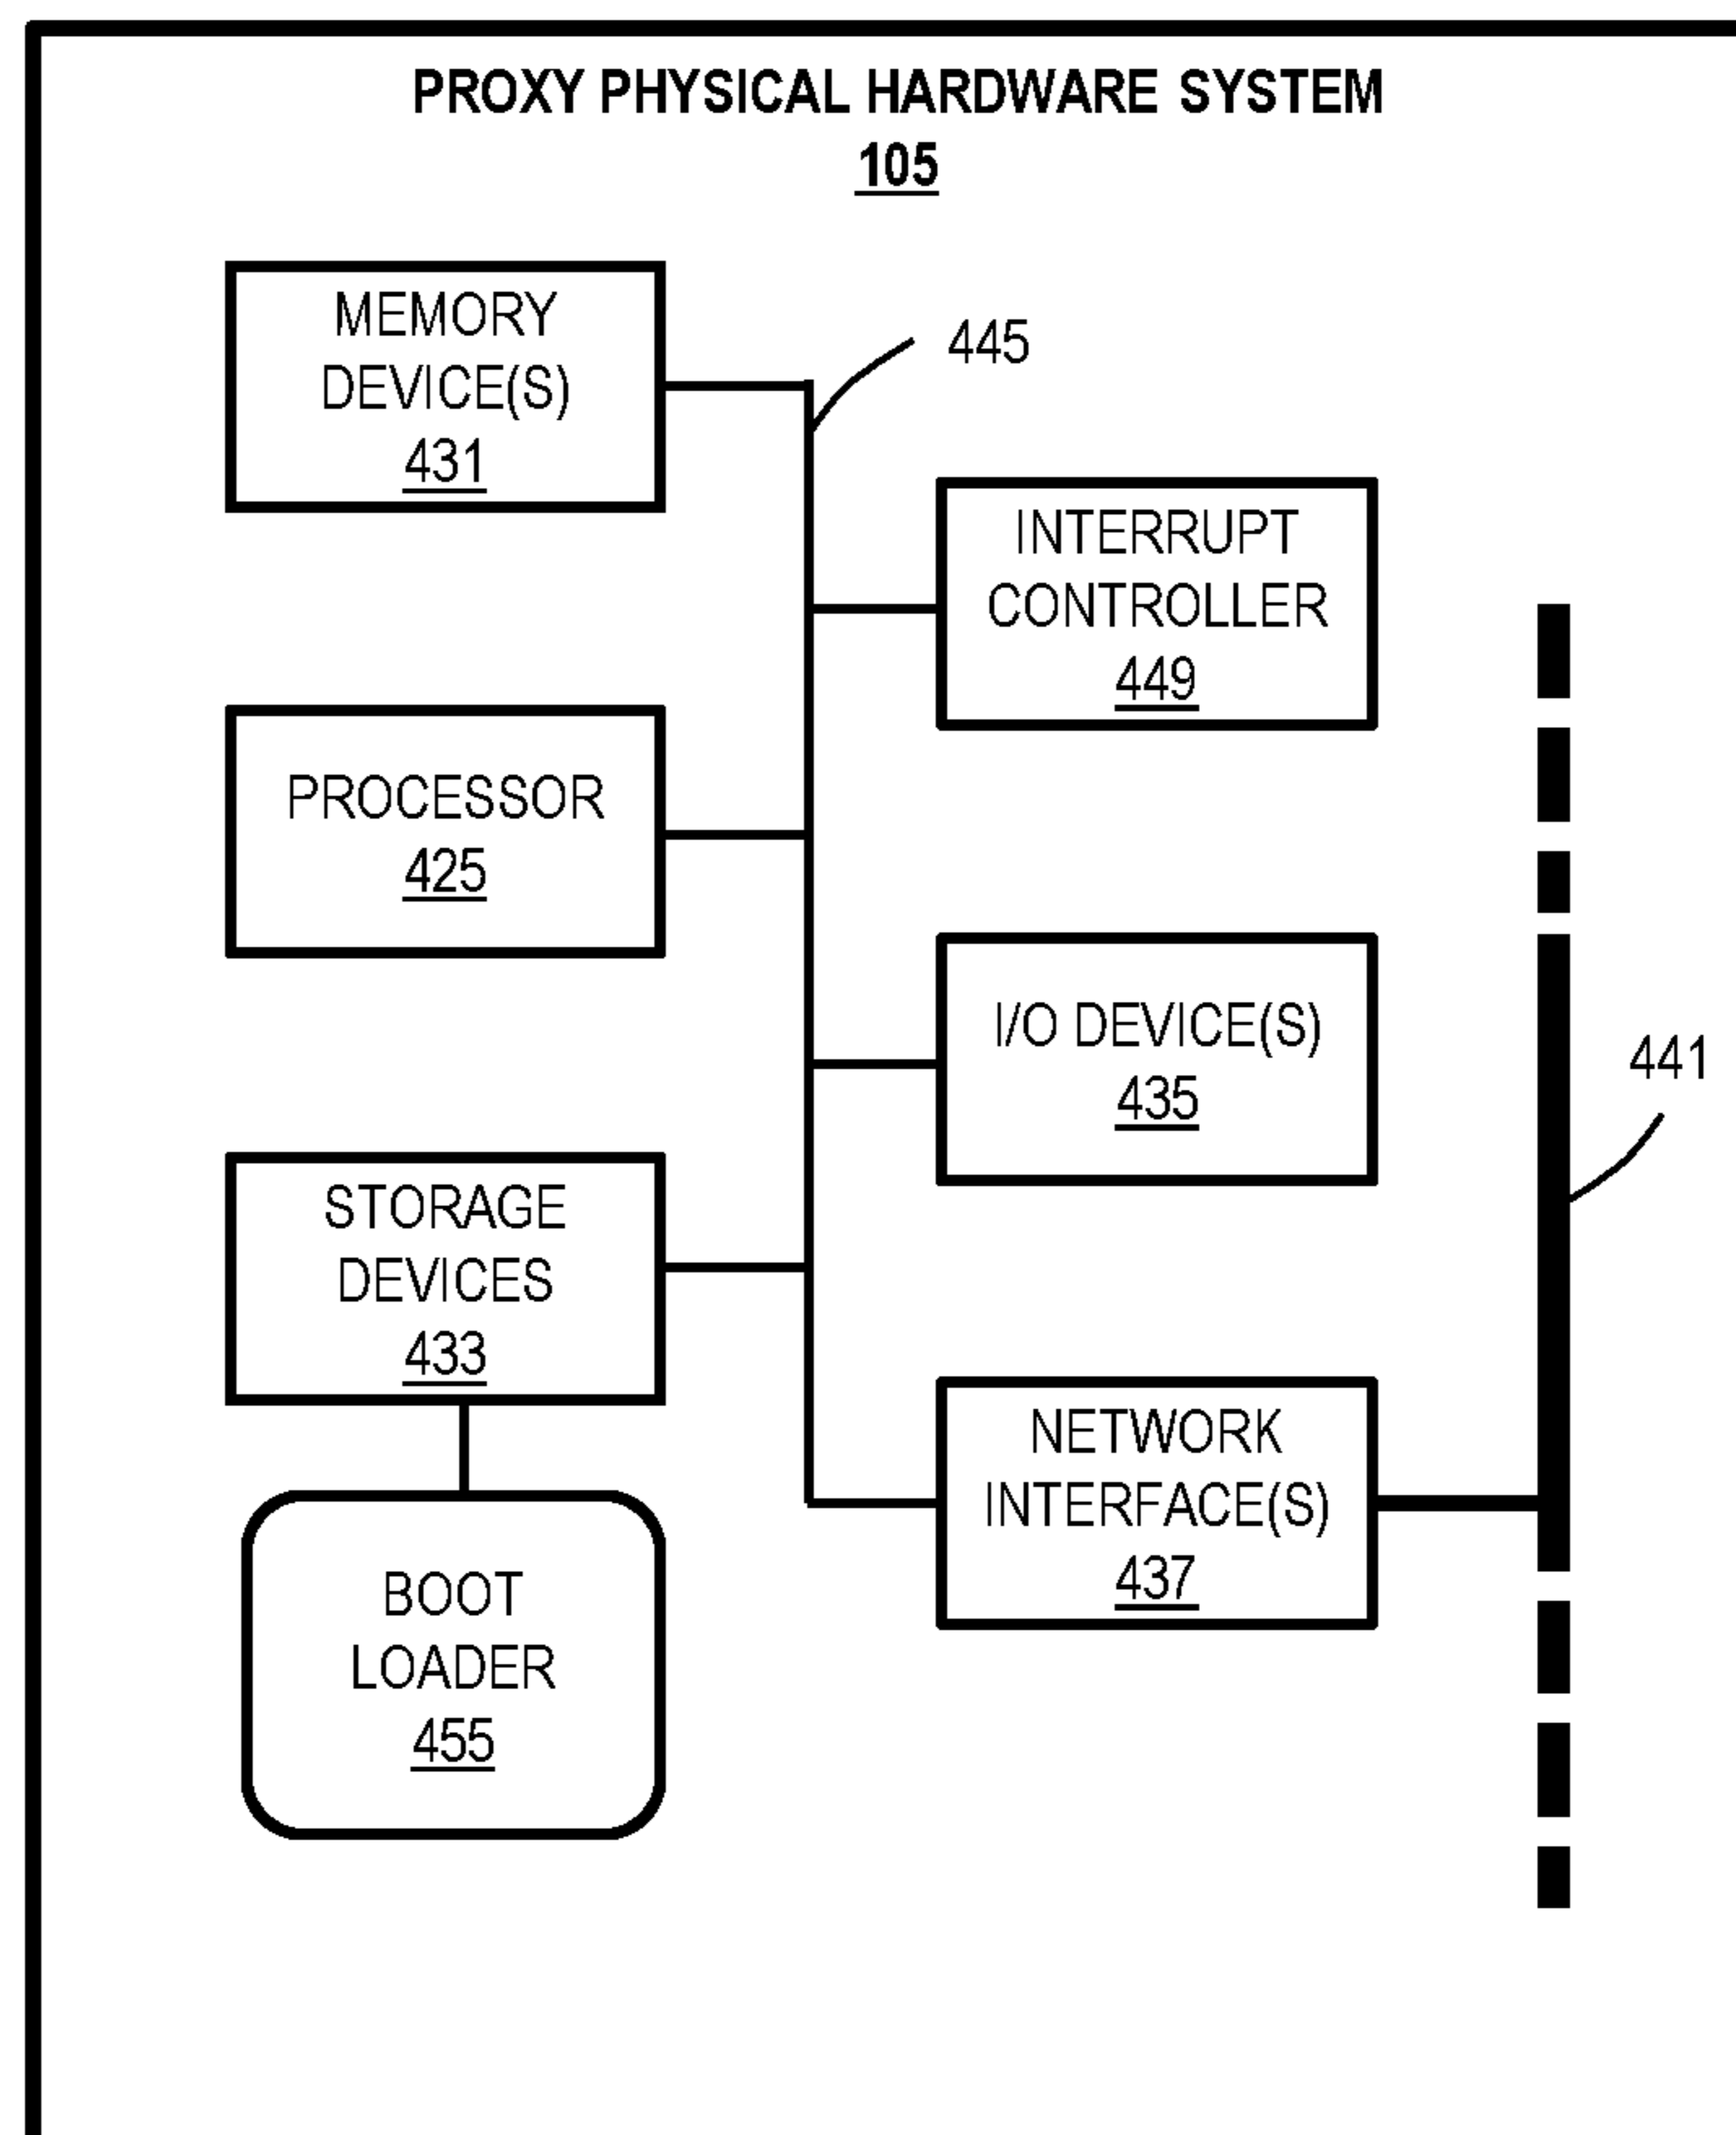 PROXY PHYSICAL HARDWARE SYSTEM
105
MEMORY
DEVICE(S)
431
445
INTERRUPT
CONTROLLER
449
PROCESSOR
425
I/O DEVICE(S)
435
441
STORAGE
DEVICES
433
NETWORK
INTERFACE(S)
437
BOOT
LOADER
455